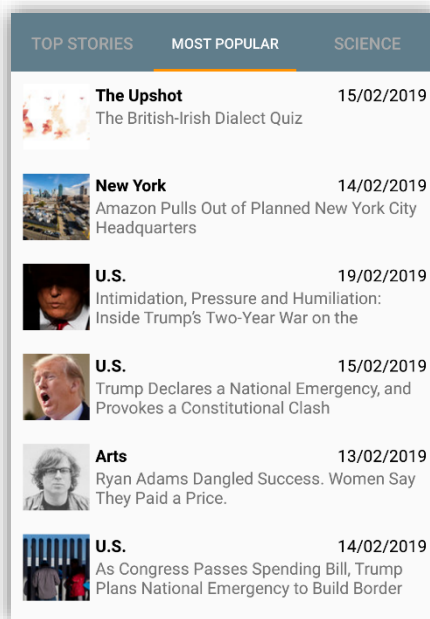 TOP STORIES MOST POPULAR SCIENCE
The Upshot 15/02/2019
The British-Irish Dialect Quiz
New York 14/02/2019
Amazon Pulls Out of Planned New York City
Headquarters
U.S. 19/02/2019
Intimidation, Pressure and Humiliation:
Inside Trump's Two-Year War on the
U.S. 15/02/2019
Trump Declares a National Emergency, and
Provokes a Constitutional Clash
Arts 13/02/2019
Ryan Adams Dangled Success. Women Say
They Paid a Price.
U.S. 14/02/2019
As Congress Passes Spending Bill, Trump
Plans National Emergency to Build Border